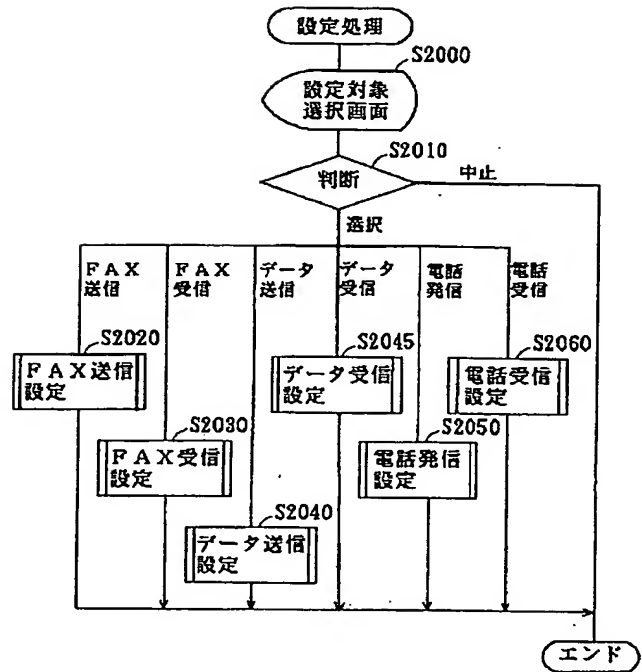 設定処理
S2000
設定対象
選択画面
S2010
判断
中止
選択
FAX
送信
FAX
受信
データ
送信
データ
受信
電話
発信
電話
受信
S2020
FAX送信
設定
S2045
データ受信
設定
S2060
電話受信
設定
S2030
FAX受信
設定
S2050
電話発信
設定
S2040
データ送信
設定
エンド